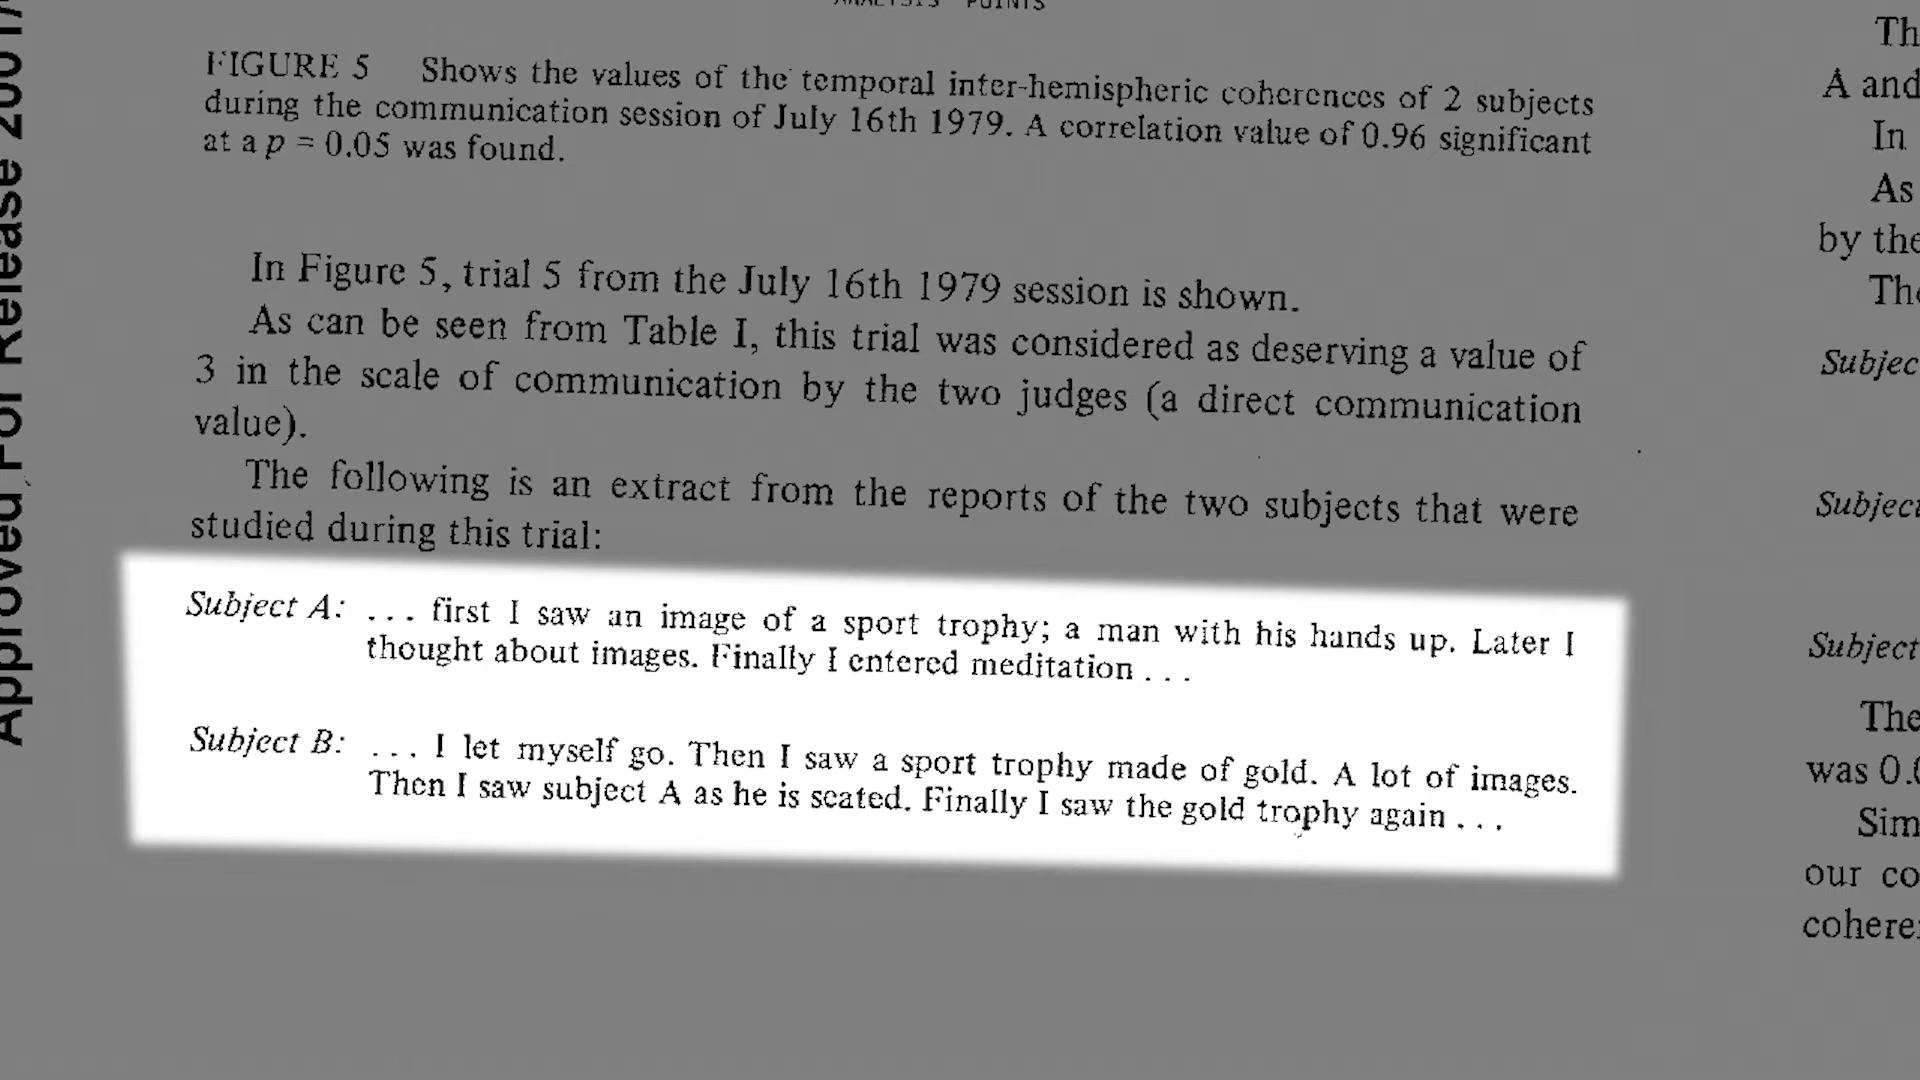 ANALYSIS POINTS
FIGURE 5 Shows the values of the temporal inter-hemispheric coherences of 2 subjects
during the communication session of July 16th 1979. A correlation value of 0.96 significant
at a p = 0.05 was found.
In Figure 5, trial 5 from the July 16th 1979 session is shown.
As can be seen from Table I, this trial was considered as deserving a value of
3 in the scale of communication by the two judges (a direct communication
value).
The following is an extract from the reports of the two subjects that were
studied during this trial:
Subject A: ... first I saw an image of a sport trophy; a man with his hands up. Later I
thought about images. Finally I entered meditation ...
Subject B: ... I let myself go. Then I saw a sport trophy made of gold. A lot of images.
Then I saw subject A as he is seated. Finally I saw the gold trophy again ...
Approved For Release 2001/
Th
A and
In
As
by the
The
Subjec
Subject
Subject
The
was 0.0
Sim
our co
coherer